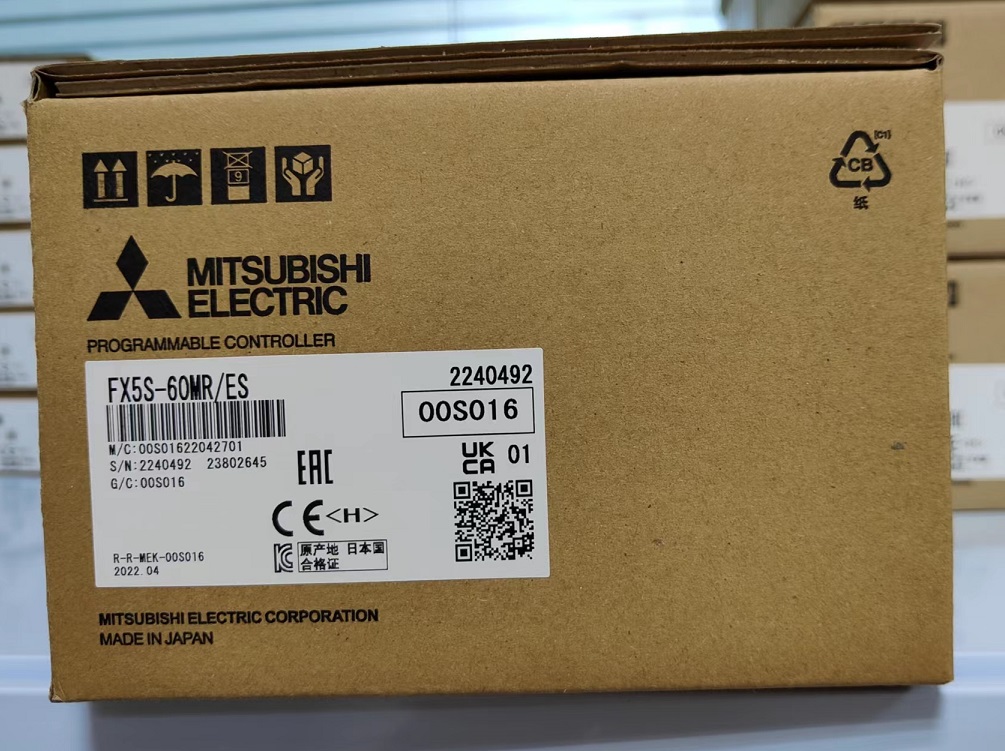 9
[C1]
CB
纸
MITSUBISHI
ELECTRIC
PROGRAMMABLE CONTROLLER
FX5S-60MR/ES
2240492
00S016
M/C:00S01622042701
S/N:2240492 23802645
G/C:00S016
EAC
UK
CA 01
CE <H>
R-R-MEK-00S016
2022.04
KC
原产地 日本国
合格证
MITSUBISHI ELECTRIC CORPORATION
MADE IN JAPAN